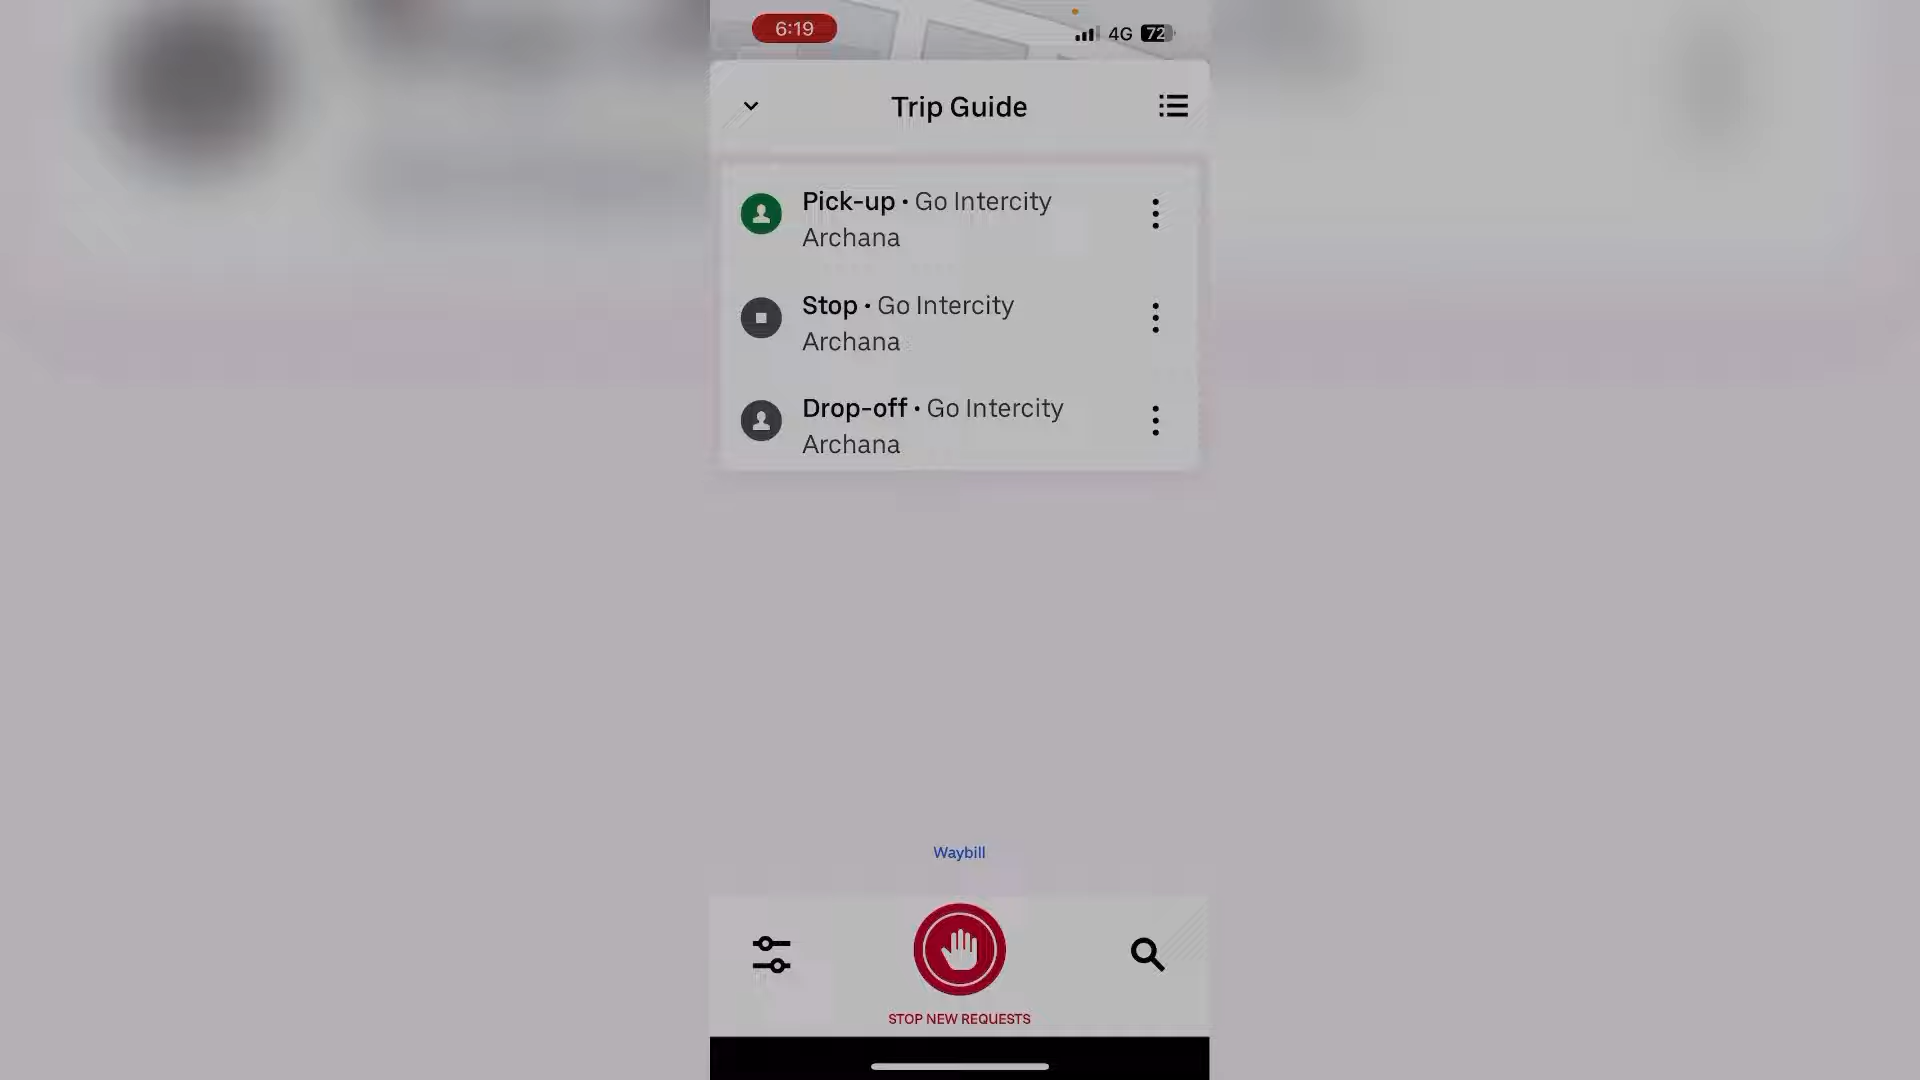 6:19
4G 72
Trip Guide
Pick-up • Go Intercity
Archana
Stop • Go Intercity
Archana
Drop-off • Go Intercity
Archana
Waybill
STOP NEW REQUESTS